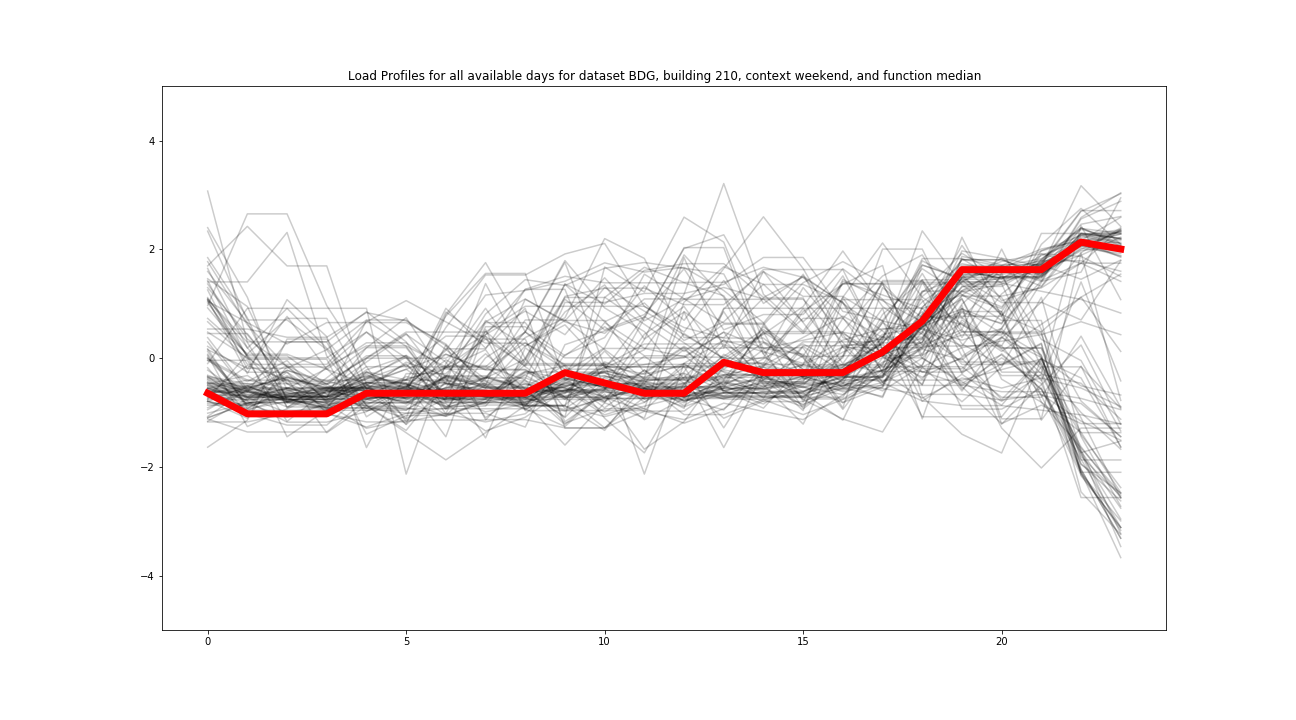 Load Profiles for all available days for dataset BDG, building 210, context weekend, and function median
4
2
0
−2
−4
0 5 10 15 20